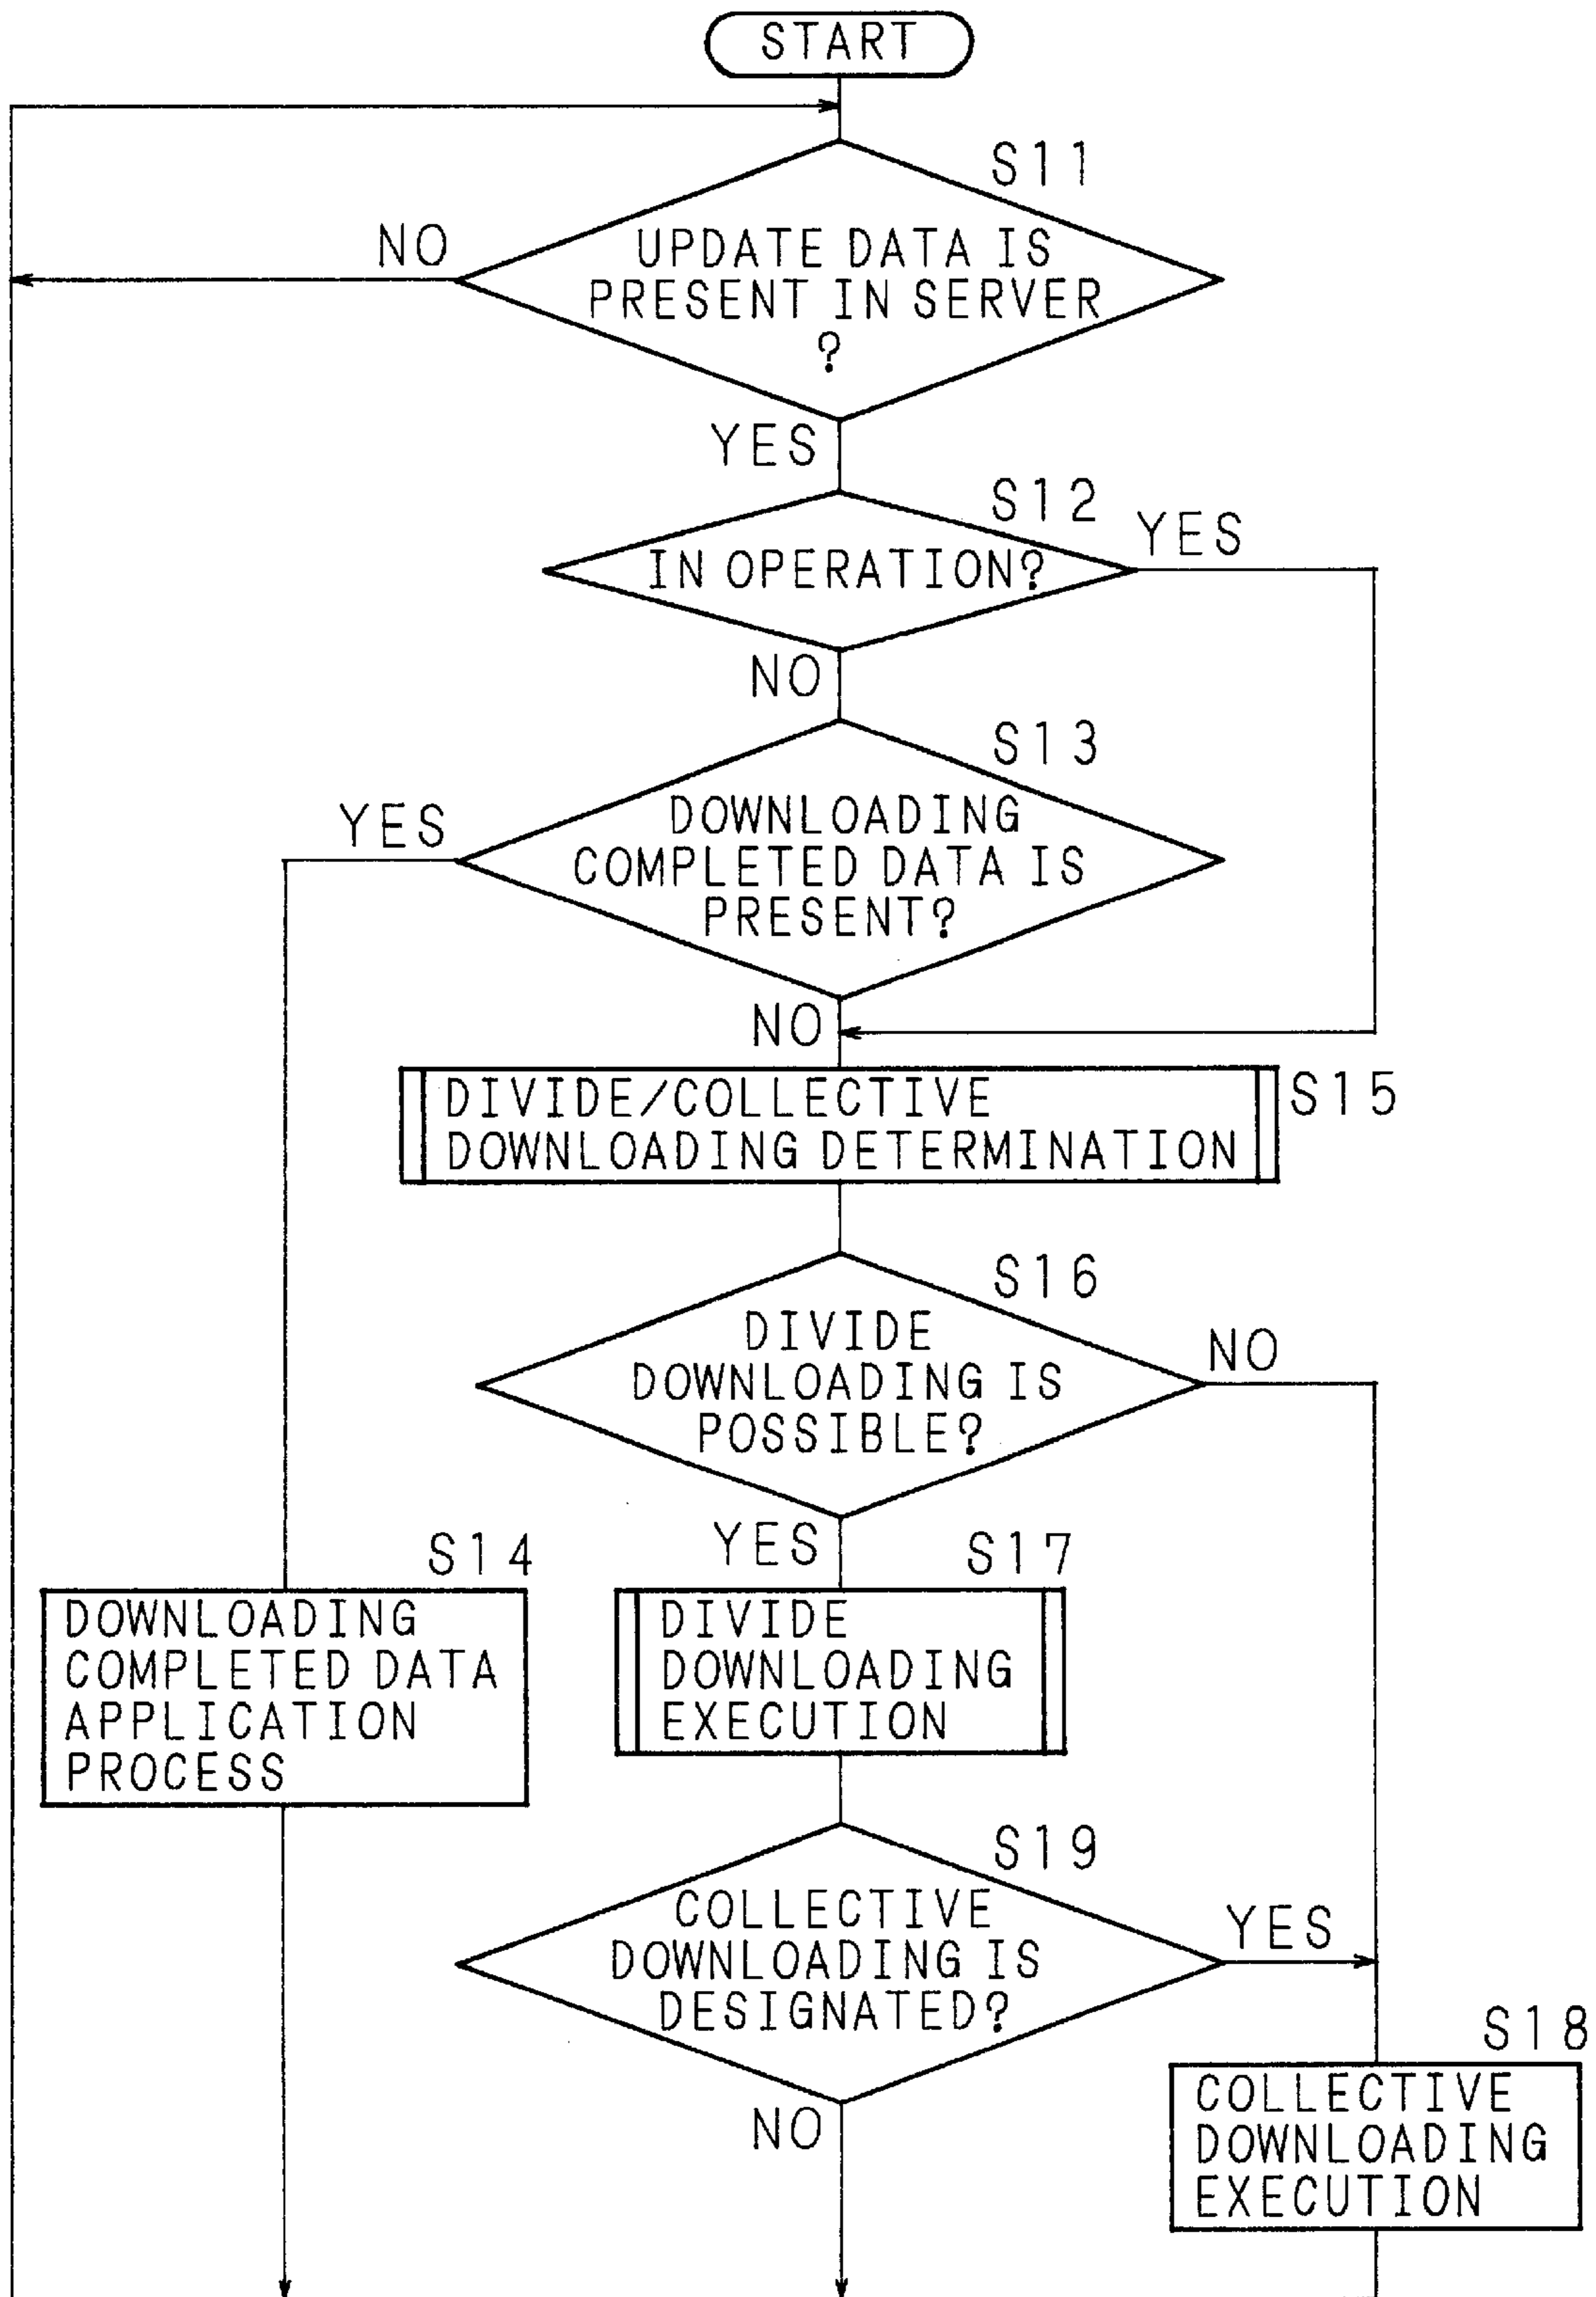 START
S11
NO
UPDATE DATA IS
PRESENT IN SERVER
?
YES
S12
YES
IN OPERATION?
NO
S13
YES
DOWNLOADING
COMPLETED DATA IS
PRESENT?
NO
DIVIDE/COLLECTIVE
DOWNLOADING DETERMINATION
S15
S16
DIVIDE
DOWNLOADING IS
POSSIBLE?
NO
YES
S14
DOWNLOADING
COMPLETED DATA
APPLICATION
PROCESS
S17
DIVIDE
DOWNLOADING
EXECUTION
S19
COLLECTIVE
DOWNLOADING IS
DESIGNATED?
YES
NO
S18
COLLECTIVE
DOWNLOADING
EXECUTION